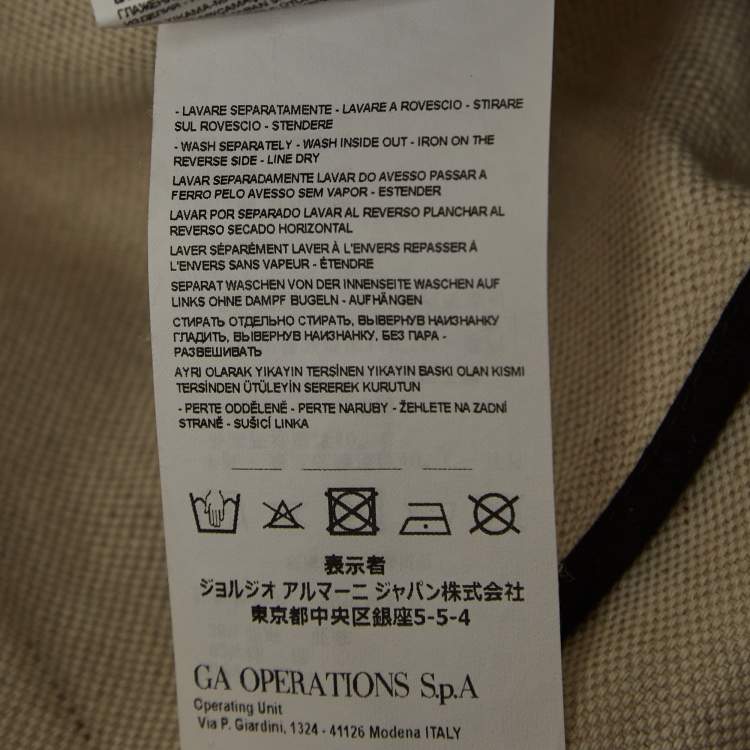 - LAVARE SEPARATAMENTE - LAVARE A ROVESCIO - STIRARE
SUL ROVESCIO - STENDERE
- WASH SEPARATELY - WASH INSIDE OUT - IRON ON THE
REVERSE SIDE - LINE DRY
LAVAR SEPARADAMENTE LAVAR DO AVESSO PASSAR A
FERRO PELO AVESSO SEM VAPOR - ESTENDER
LAVAR POR SEPARADO LAVAR AL REVERSO PLANCHAR AL
REVERSO SECADO HORIZONTAL
LAVER SÉPARÉMENT LAVER À L'ENVERS REPASSER À
L'ENVERS SANS VAPEUR - ÉTENDRE
SEPARAT WASCHEN VON DER INNENSEITE WASCHEN AUF
LINKS OHNE DAMPF BUGELN - AUFHÄNGEN
СТИРАТЬ ОТДЕЛЬНО СТИРАТЬ, ВЫВЕРНУВ НАИЗНАНКУ
ГЛАДИТЬ, ВЫВЕРНУВ НАИЗНАНКУ, БЕЗ ПАРА -
РАЗВЕШИВАТЬ
AYRI OLARAK YIKAYIN TERSİNEN YIKAYIN BASKI OLAN KISMI
TERSİNDEN ÜTÜLEYİN SEREREK KURUTUN
- PERTE ODDĚLENĚ - PERTE NARUBY - ŽEHLETE NA ZADNÍ
STRANĚ - SUŠICÍ LINKA
表示者
ジョルジオ アルマーニ ジャパン株式会社
東京都中央区銀座5-5-4
GA OPERATIONS S.p.A
Operating Unit
Via P. Giardini, 1324 - 41126 Modena ITALY